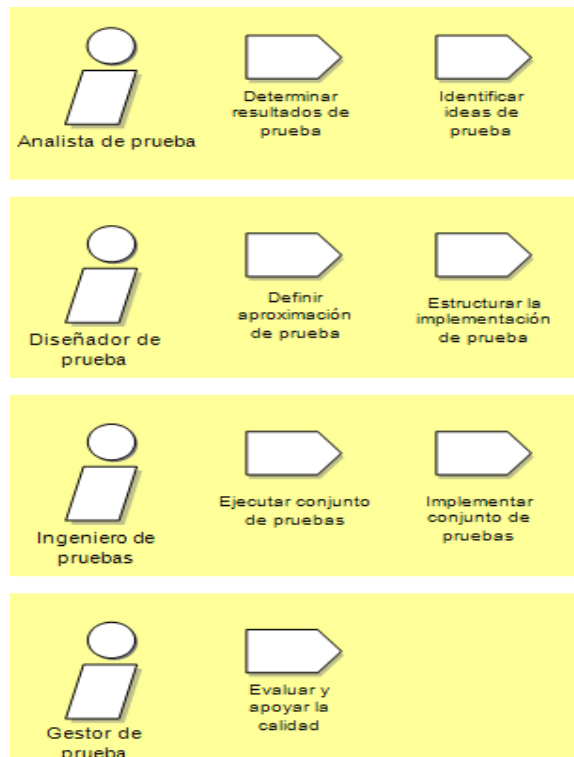 Analista de prueba
Determinar
resultados de
prueba
Identificar
ideas de
prueba
Diseñador de
prueba
Definir
aproximación
de prueba
Estructurar la
implementación
de prueba
Ingeniero de
pruebas
Ejecutar conjunto
de pruebas
Implementar
conjunto de
pruebas
Gestor de
prueba
Evaluar y
apoyar la
calidad